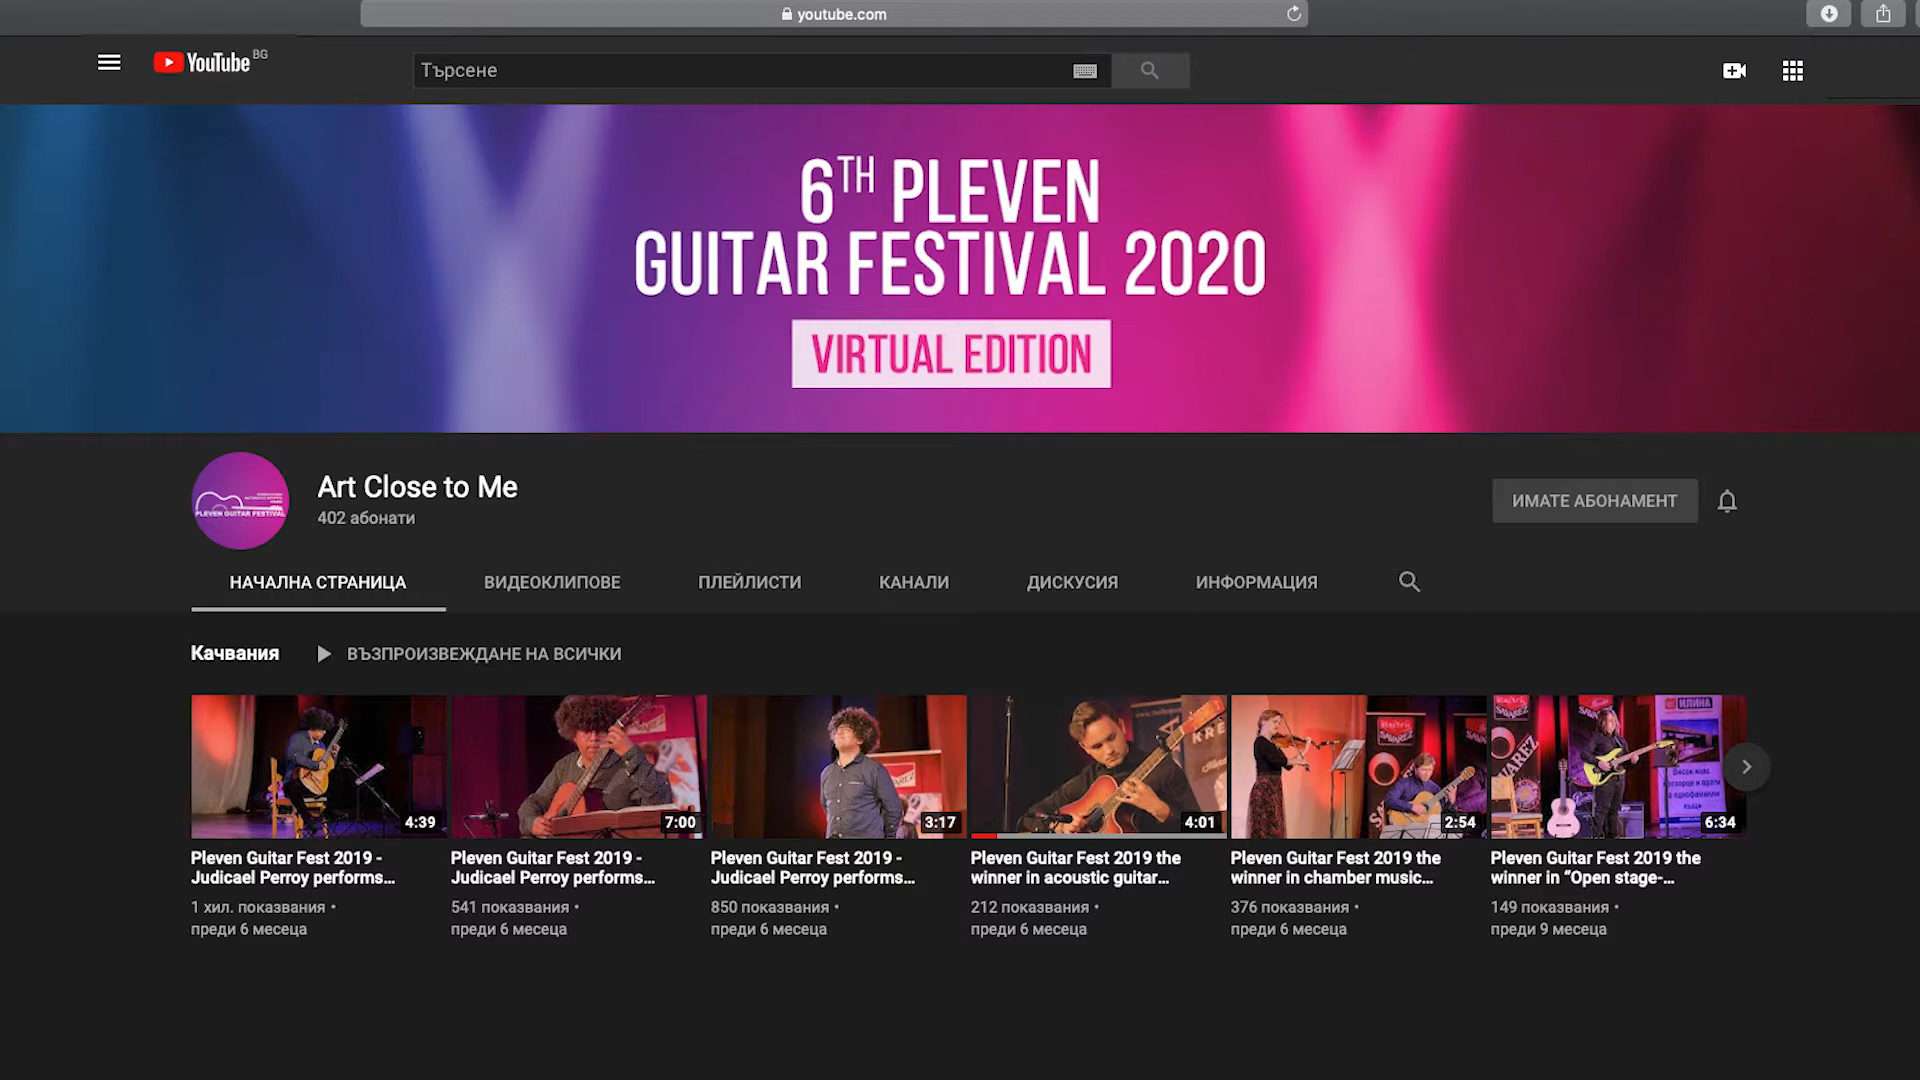 youtube.com
YouTube BG
Търсене
6TH PLEVEN
GUITAR FESTIVAL 2020
VIRTUAL EDITION
PLEVEN GUITAR FESTIVAL
Art Close to Me
402 абонати
ИМАТЕ АБОНАМЕНТ
НАЧАЛНА СТРАНИЦА ВИДЕОКЛИПОВЕ ПЛЕЙЛИСТИ КАНАЛИ ДИСКУСИЯ ИНФОРМАЦИЯ
Качвания ВЪЗПРОИЗВЕЖДАНЕ НА ВСИЧКИ
SAVAREZ
ИЛИНА
SAVAREZ
4:39 7:00 3:17 4:01 2:54 6:34
Pleven Guitar Fest 2019 -
Judicael Perroy performs...
1 хил. показвания •
преди 6 месеца
Pleven Guitar Fest 2019 -
Judicael Perroy performs...
541 показвания •
преди 6 месеца
Pleven Guitar Fest 2019 -
Judicael Perroy performs...
850 показвания •
преди 6 месеца
Pleven Guitar Fest 2019 the
winner in acoustic guitar...
212 показвания •
преди 6 месеца
Pleven Guitar Fest 2019 the
winner in chamber music...
376 показвания •
преди 6 месеца
Pleven Guitar Fest 2019 the
winner in “Open stage-...
149 показвания •
преди 9 месеца